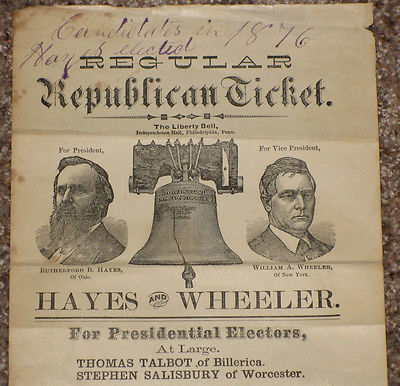 Candidates in 1876
Hayes elected
REGULAR
Republican Ticket.
The Liberty Bell,
Independence Hall, Philadelphia, Penn.
For President,
For Vice President,
RUTHERFORD B. HAYES,
Of Ohio.
WILLIAM A. WHEELER,
Of New York.
HAYES AND WHEELER.
For Presidential Electors,
At Large.
THOMAS TALBOT of Billerica.
STEPHEN SALISBURY of Worcester.